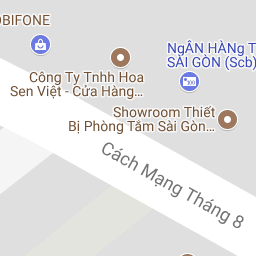 OBIFONE
NgÂN HÀNg T
SÀI GÒN (Scb)
Công Ty Tnhh Hoa
Sen Việt - Cửa Hàng...
Showroom Thiết
Bị Phòng Tắm Sài Gòn...
Cách Mạng Tháng 8